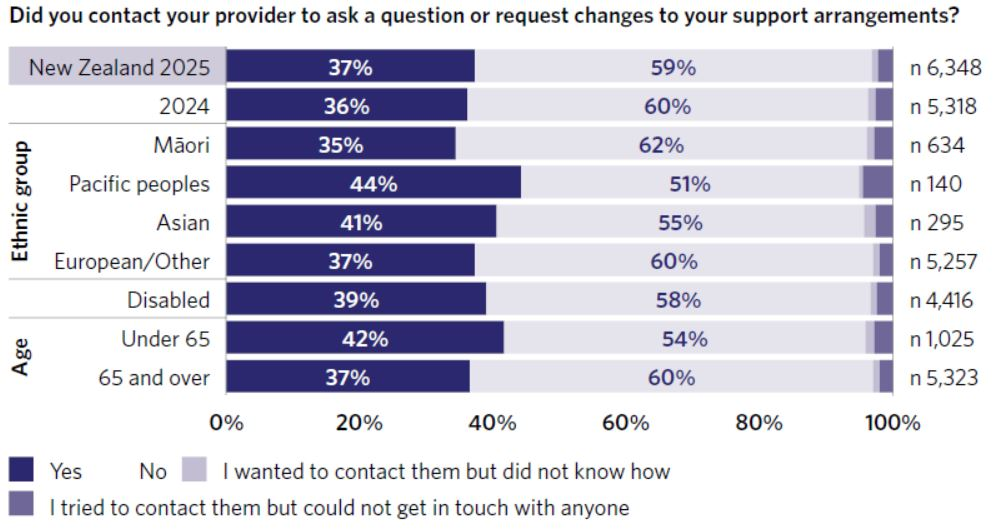 Did you contact your provider to ask a question or request changes to your support arrangements?
New Zealand 2025 37% 59% n 6,348
2024 36% 60% n 5,318
Ethnic group
Māori 35% 62% n 634
Pacific peoples 44% 51% n 140
Asian 41% 55% n 295
European/Other 37% 60% n 5,257
Disabled 39% 58% n 4,416
Age
Under 65 42% 54% n 1,025
65 and over 37% 60% n 5,323
0% 20% 40% 60% 80% 100%
Yes No I wanted to contact them but did not know how
I tried to contact them but could not get in touch with anyone